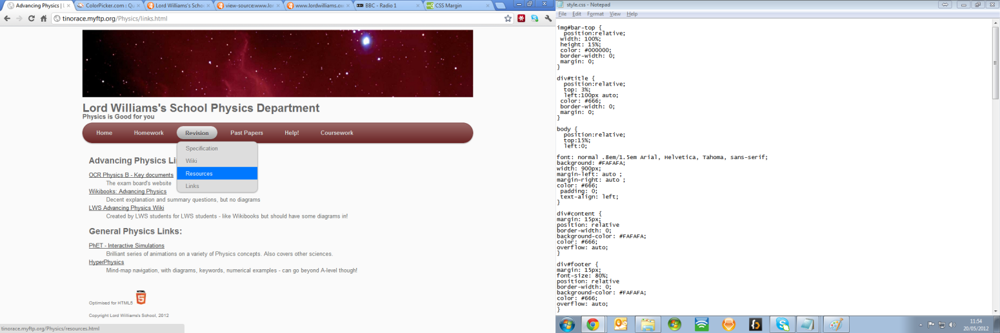 Advancing Physics | L
ColorPicker.com : Qu
Lord Williams's Scho
view-source:www.lor
www.lordwilliams.ox
BBC - Radio 1
CSS Margin
tinorace.myftp.org/Physics/links.html
Lord Williams's School Physics Department
Physics is Good for you
Home Homework Revision Past Papers Help! Coursework
Specification
Wiki
Resources
Links
Advancing Physics Li
OCR Physics B - Key documents
The exam board's website
Wikibooks: Advancing Physics
Decent explanation and summary questions, but no diagrams
LWS Advancing Physics Wiki
Created by LWS students for LWS students - like Wikibooks but should have some diagrams in!
General Physics Links:
PhET - Interactive Simulations
Brilliant series of animations on a variety of Physics concepts. Also covers other sciences.
HyperPhysics
Mind-map navigation, with diagrams, keywords, numerical examples - can go beyond A-level though!
Optimised for HTML5
HTML
5
Copyright Lord Williams's School, 2012
tinorace.myftp.org/Physics/resources.html
style.css - Notepad
File Edit Format View Help
img#bar-top {
position:relative;
width: 100%;
height: 15%;
color: #000000;
border-width: 0;
margin: 0;
}
div#title {
position:relative;
top: 3%;
left:100px auto;
color: #666;
border-width: 0;
margin: 0;
}
body {
position:relative;
top:15%;
left:0;
font: normal .8em/1.5em Arial, Helvetica, Tahoma, sans-serif;
background: #FAFAFA;
width: 900px;
margin-left: auto ;
margin-right: auto ;
color: #666;
padding: 0;
text-align: left;
}
div#content {
margin: 15px;
position: relative
border-width: 0;
background-color: #FAFAFA;
color: #666;
overflow: auto;
}
div#footer {
margin: 15px;
font-size: 80%;
position: relative
border-width: 0;
background-color: #FAFAFA;
color: #666;
overflow: auto;
}
11:54
20/05/2012